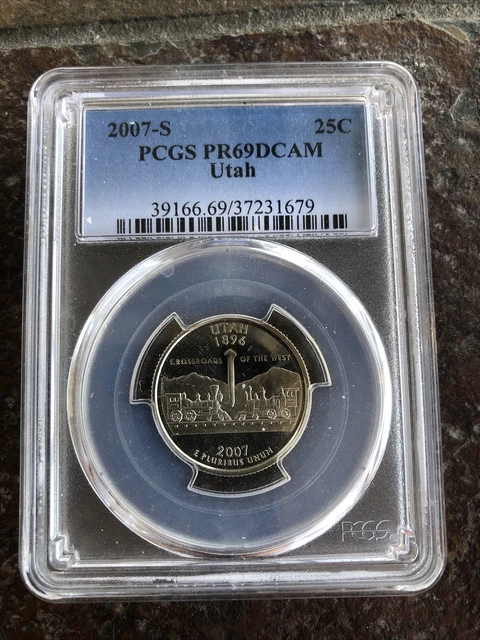 2007-S 25C
PCGS PR69DCAM
Utah
39166.69/37231679
UTAH
1896
CROSSROADS OF THE WEST
2007
E PLURIBUS UNUM
PCGS